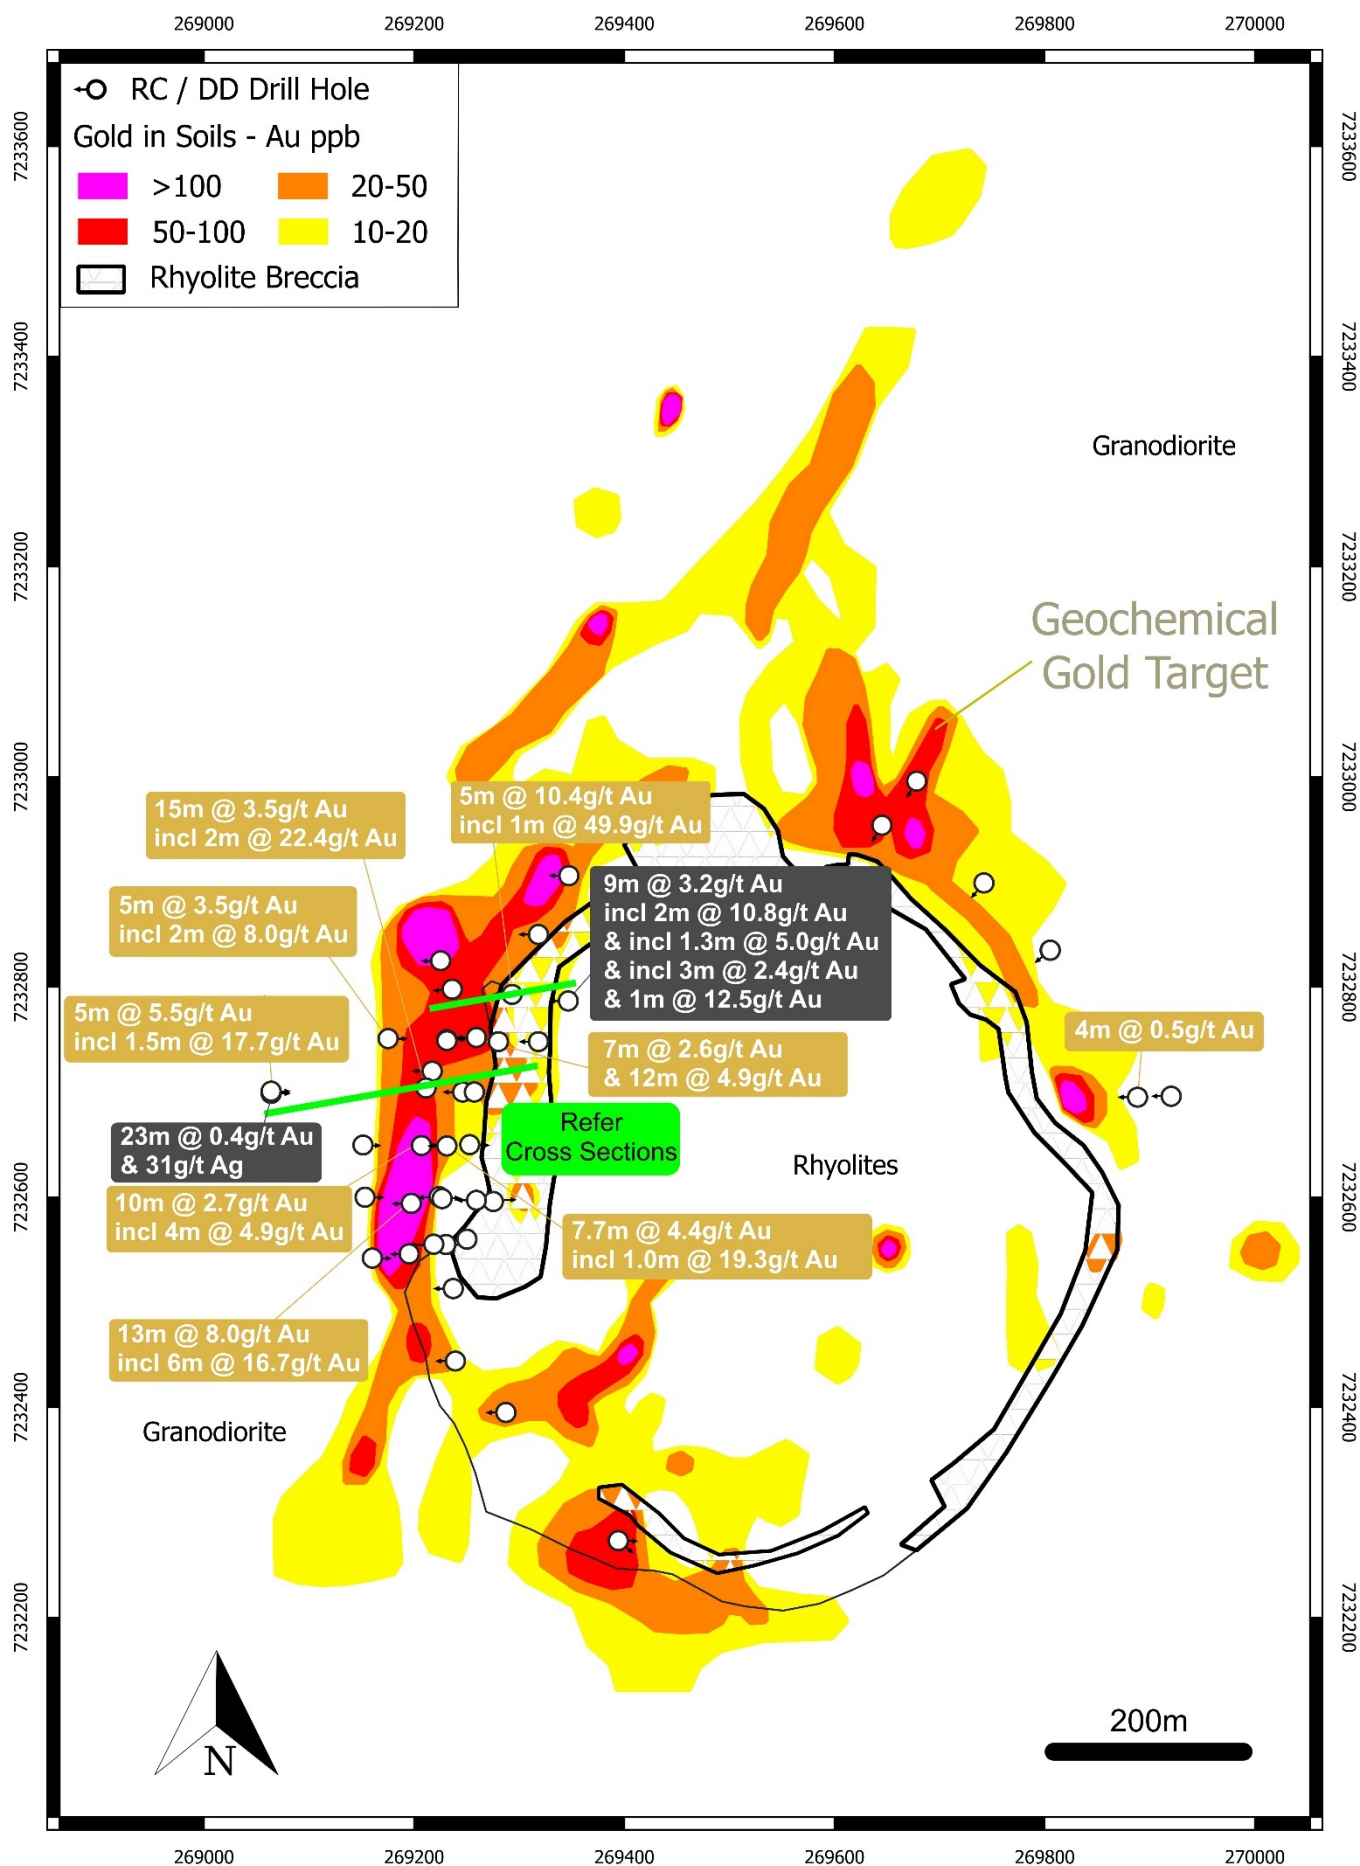 269000 269200 269400 269600 269800 270000
RC / DD Drill Hole
Gold in Soils - Au ppb
>100 20-50
50-100 10-20
Rhyolite Breccia
7233600 7233600
7233400 7233400
Granodiorite
7233200 7233200
Geochemical
Gold Target
7233000 7233000
15m @ 3.5g/t Au
incl 2m @ 22.4g/t Au
5m @ 10.4g/t Au
incl 1m @ 49.9g/t Au
5m @ 3.5g/t Au
incl 2m @ 8.0g/t Au
9m @ 3.2g/t Au
incl 2m @ 10.8g/t Au
& incl 1.3m @ 5.0g/t Au
& incl 3m @ 2.4g/t Au
& 1m @ 12.5g/t Au
7232800 7232800
5m @ 5.5g/t Au
incl 1.5m @ 17.7g/t Au
7m @ 2.6g/t Au
& 12m @ 4.9g/t Au
4m @ 0.5g/t Au
23m @ 0.4g/t Au
& 31g/t Ag
Refer
Cross Sections
Rhyolites
10m @ 2.7g/t Au
incl 4m @ 4.9g/t Au
7232600 7232600
7.7m @ 4.4g/t Au
incl 1.0m @ 19.3g/t Au
13m @ 8.0g/t Au
incl 6m @ 16.7g/t Au
7232400 7232400
Granodiorite
7232200 7232200
200m
N
269000 269200 269400 269600 269800 270000